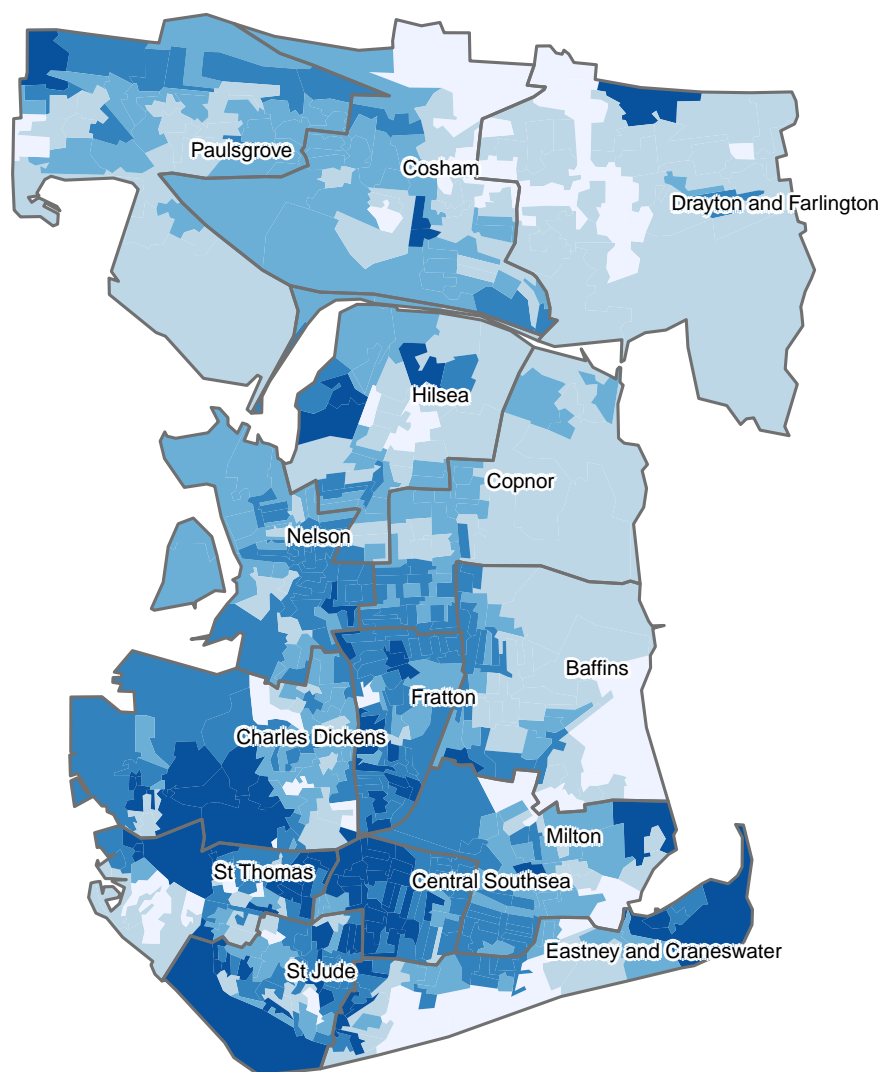 Paulsgrove
Cosham
Drayton and Farlington
Hilsea
Copnor
Nelson
Baffins
Fratton
Charles Dickens
Milton
St Thomas
Central Southsea
Eastney and Craneswater
St Jude